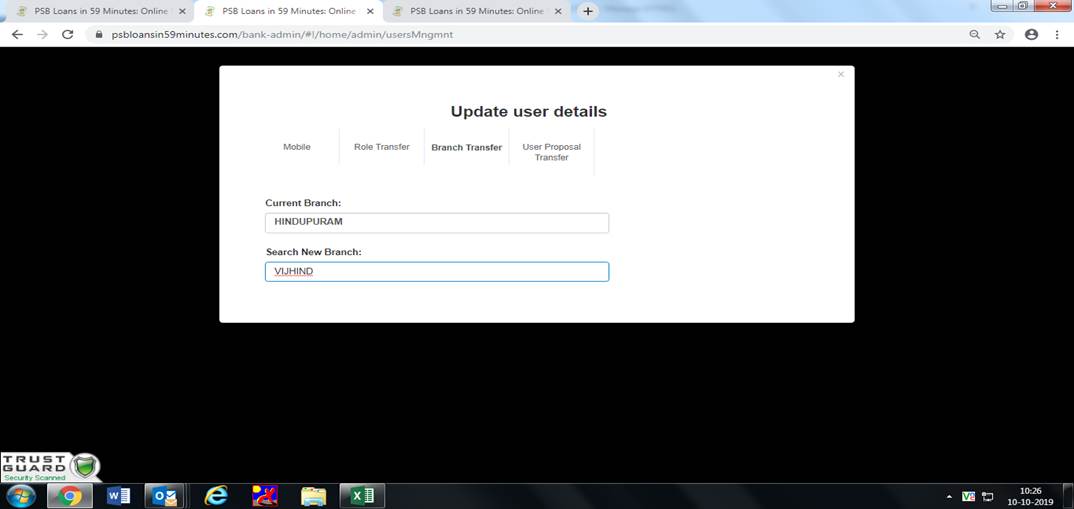 PSB Loans in 59 Minutes: Online
PSB Loans in 59 Minutes: Online
PSB Loans in 59 Minutes: Online
psbloansin59minutes.com/bank-admin/#!/home/admin/usersMngmnt
Update user details
Mobile
Role Transfer
Branch Transfer
User Proposal
Transfer
Current Branch:
HINDUPURAM
Search New Branch:
VIJHIND
TRUST
GUARD
Security Scanned
10:26
10-10-2019